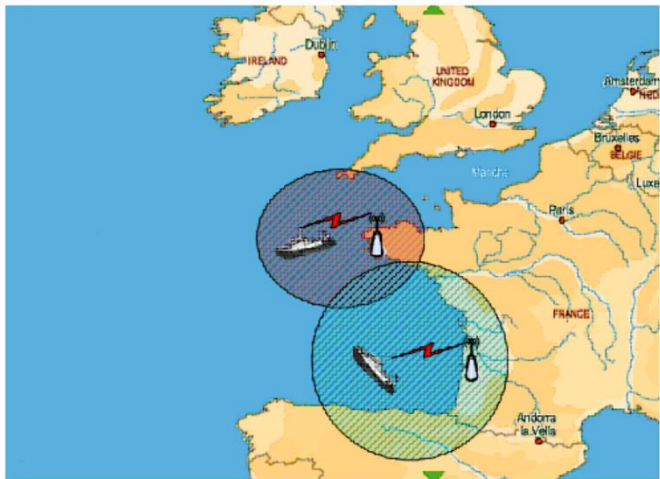 Dublin
IRELAND
UNITED
KINGDOM
London
Amsterdam
NED
Bruxelles
BELGIE
Manche
Luxe
Paris
FRANCE
Andorra
la Vella